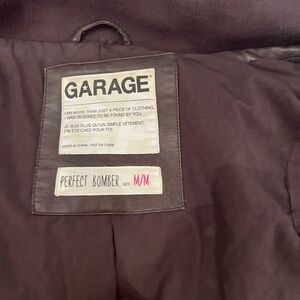 GARAGE
I AM MORE THAN JUST A PIECE OF CLOTHING,
I WAS DESIGNED TO BE FOUND BY YOU.
JE SUIS PLUS QU'UN SIMPLE VÊTEMENT,
J'AI ÉTÉ CRÉÉ POUR TOI.
MADE IN CHINA - FAIT EN CHINE
PERFECT BOMBER SIZE M/M